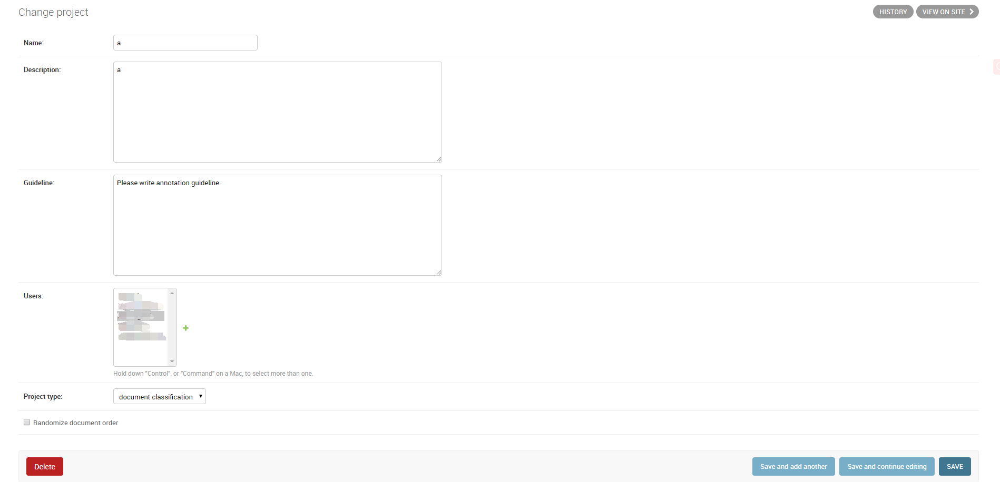 Change project
HISTORY
VIEW ON SITE
Name:
a
Description:
a
Guideline:
Please write annotation guideline.
Users:
Hold down "Control", or "Command" on a Mac, to select more than one.
Project type:
document classification
Randomize document order
Delete
Save and add another
Save and continue editing
SAVE